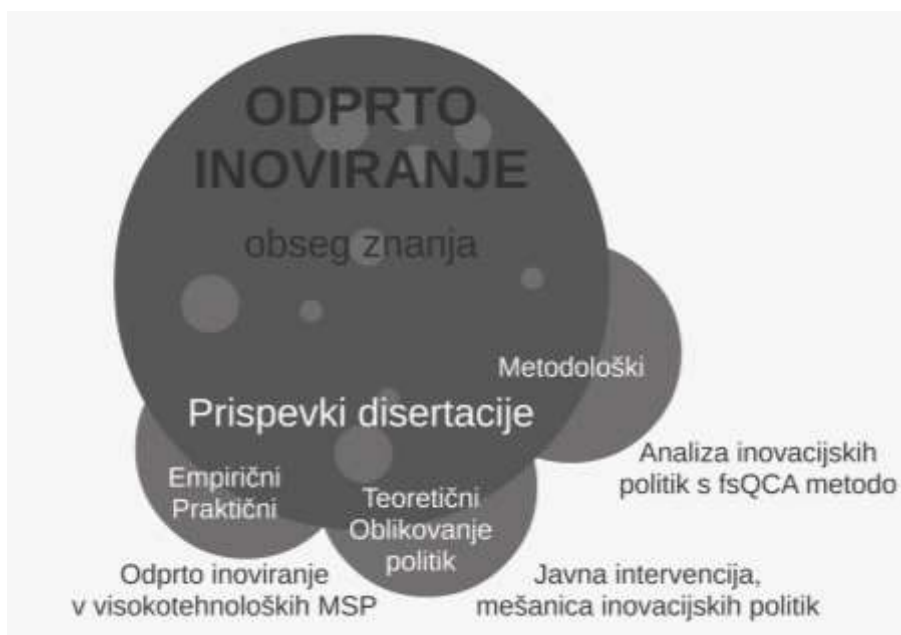 ODPRTO
INOVIRANJE
obseg znanja
Metodološki
Prispevki disertacije
Analiza inovacijskih
politik s fsQCA metodo
Empirični
Praktični
Teoretični
Oblikovanje
politik
Odprto inoviranje
v visokotehnoloških MSP
Javna intervencija,
mešanica inovacijskih politik